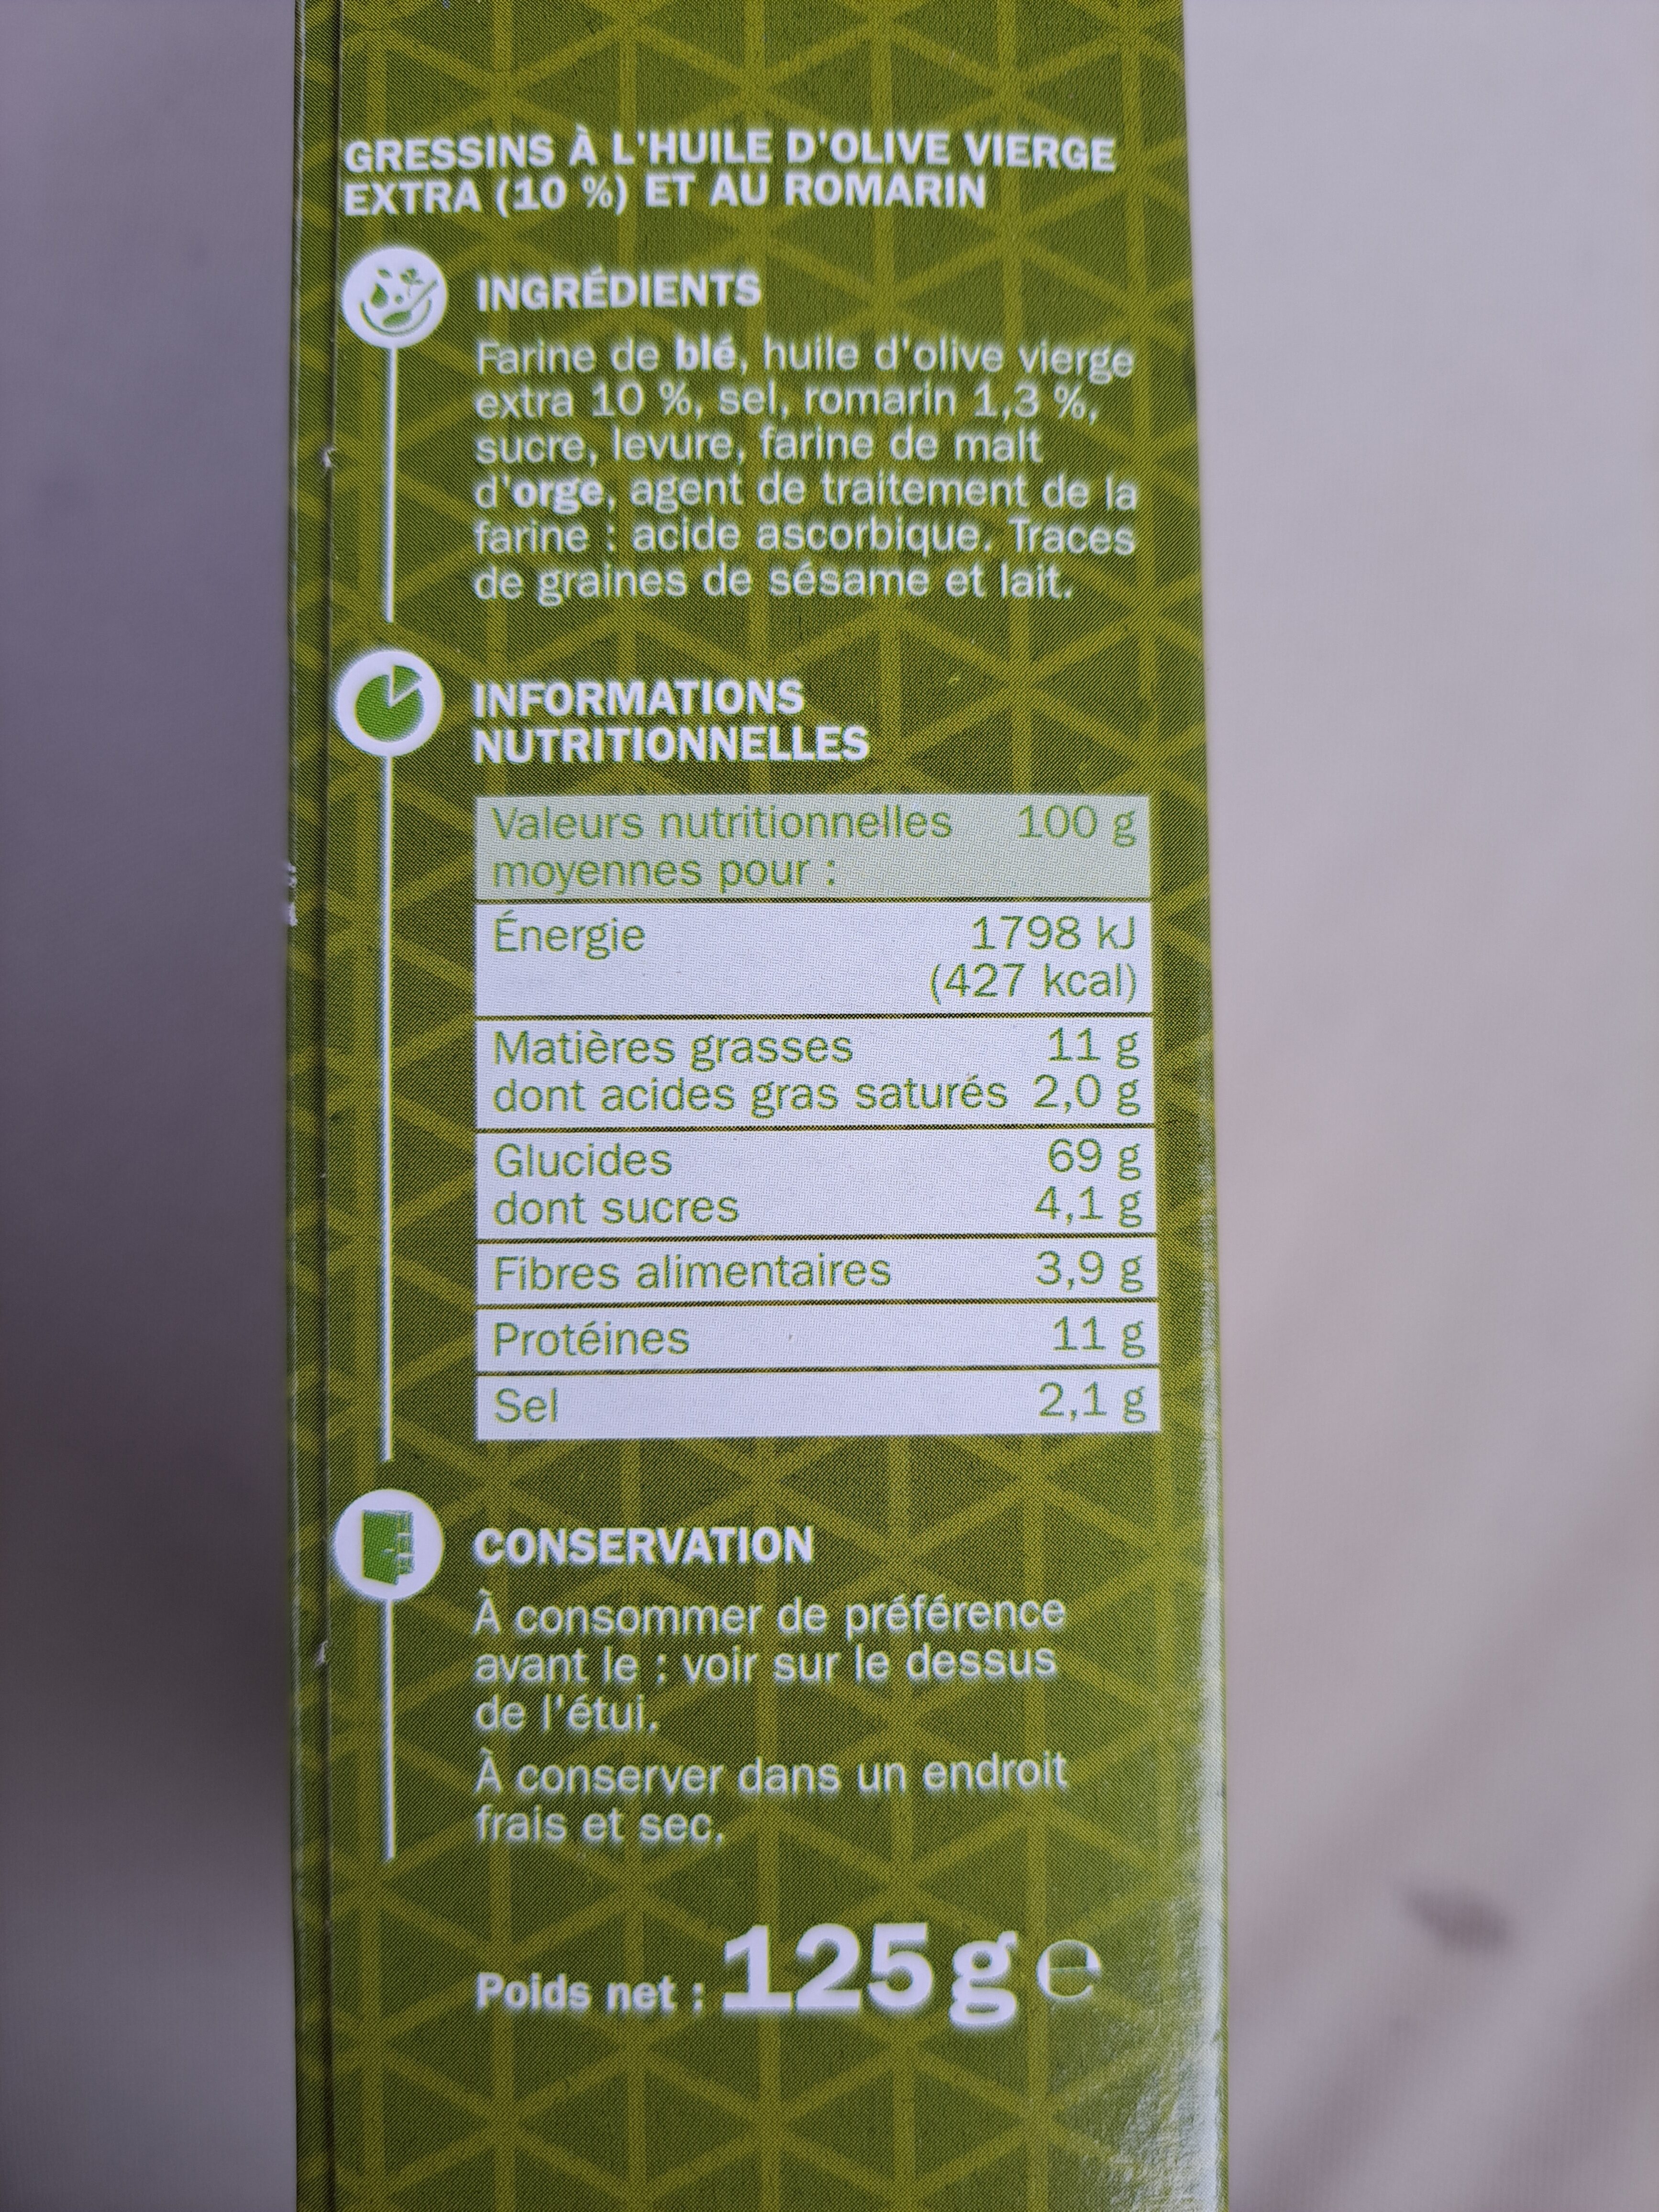 GRESSINS À L'HUILE D'OLIVE VIERGE
EXTRA (10 %) ET AU ROMARIN
INGRÉDIENTS
Farine de blé, huile d'olive vierge
extra 10 %, sel, romarin 1,3 %,
sucre, levure, farine de malt
d'orge, agent de traitement de la
farine : acide ascorbique. Traces
de graines de sésame et lait.
INFORMATIONS
NUTRITIONNELLES
Valeurs nutritionnelles 100 g
moyennes pour :
Énergie 1798 kJ
(427 kcal)
Matières grasses 11 g
dont acides gras saturés 2,0 g
Glucides 69 g
dont sucres 4,1 g
Fibres alimentaires 3,9 g
Protéines 11 g
Sel 2,1 g
CONSERVATION
À consommer de préférence
avant le : voir sur le dessus
de l'étui.
À conserver dans un endroit
frais et sec.
Poids net : 125 g ℮